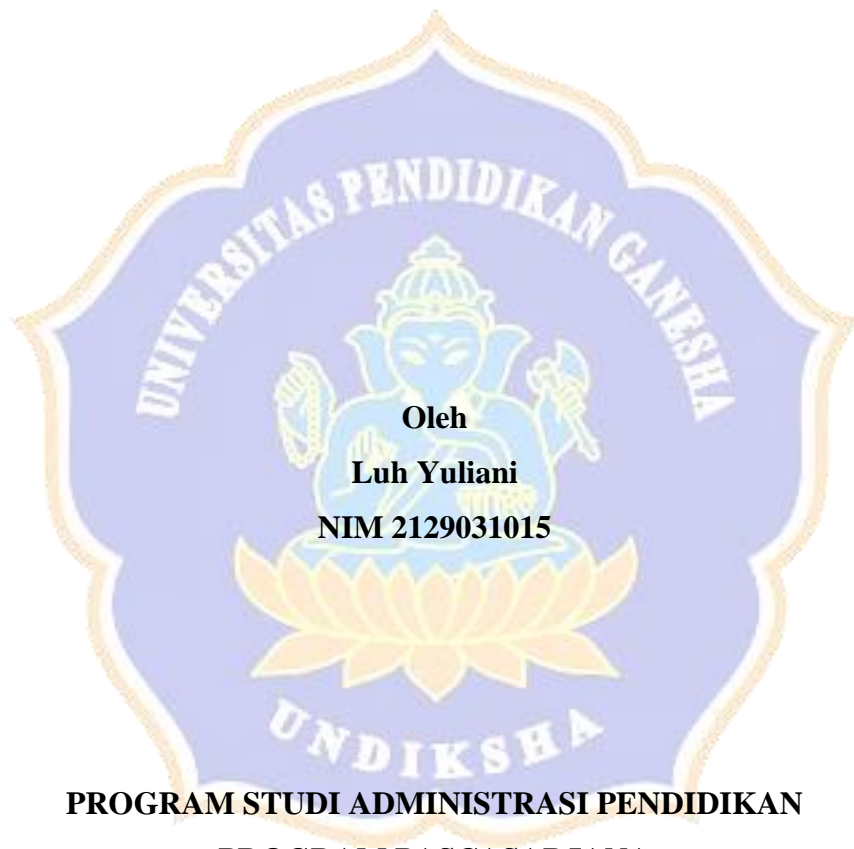 UNIVERSITAS PENDIDIKAN GANESHA
Oleh
Luh Yuliani
NIM 2129031015
UNDIKSHA
PROGRAM STUDI ADMINISTRASI PENDIDIKAN